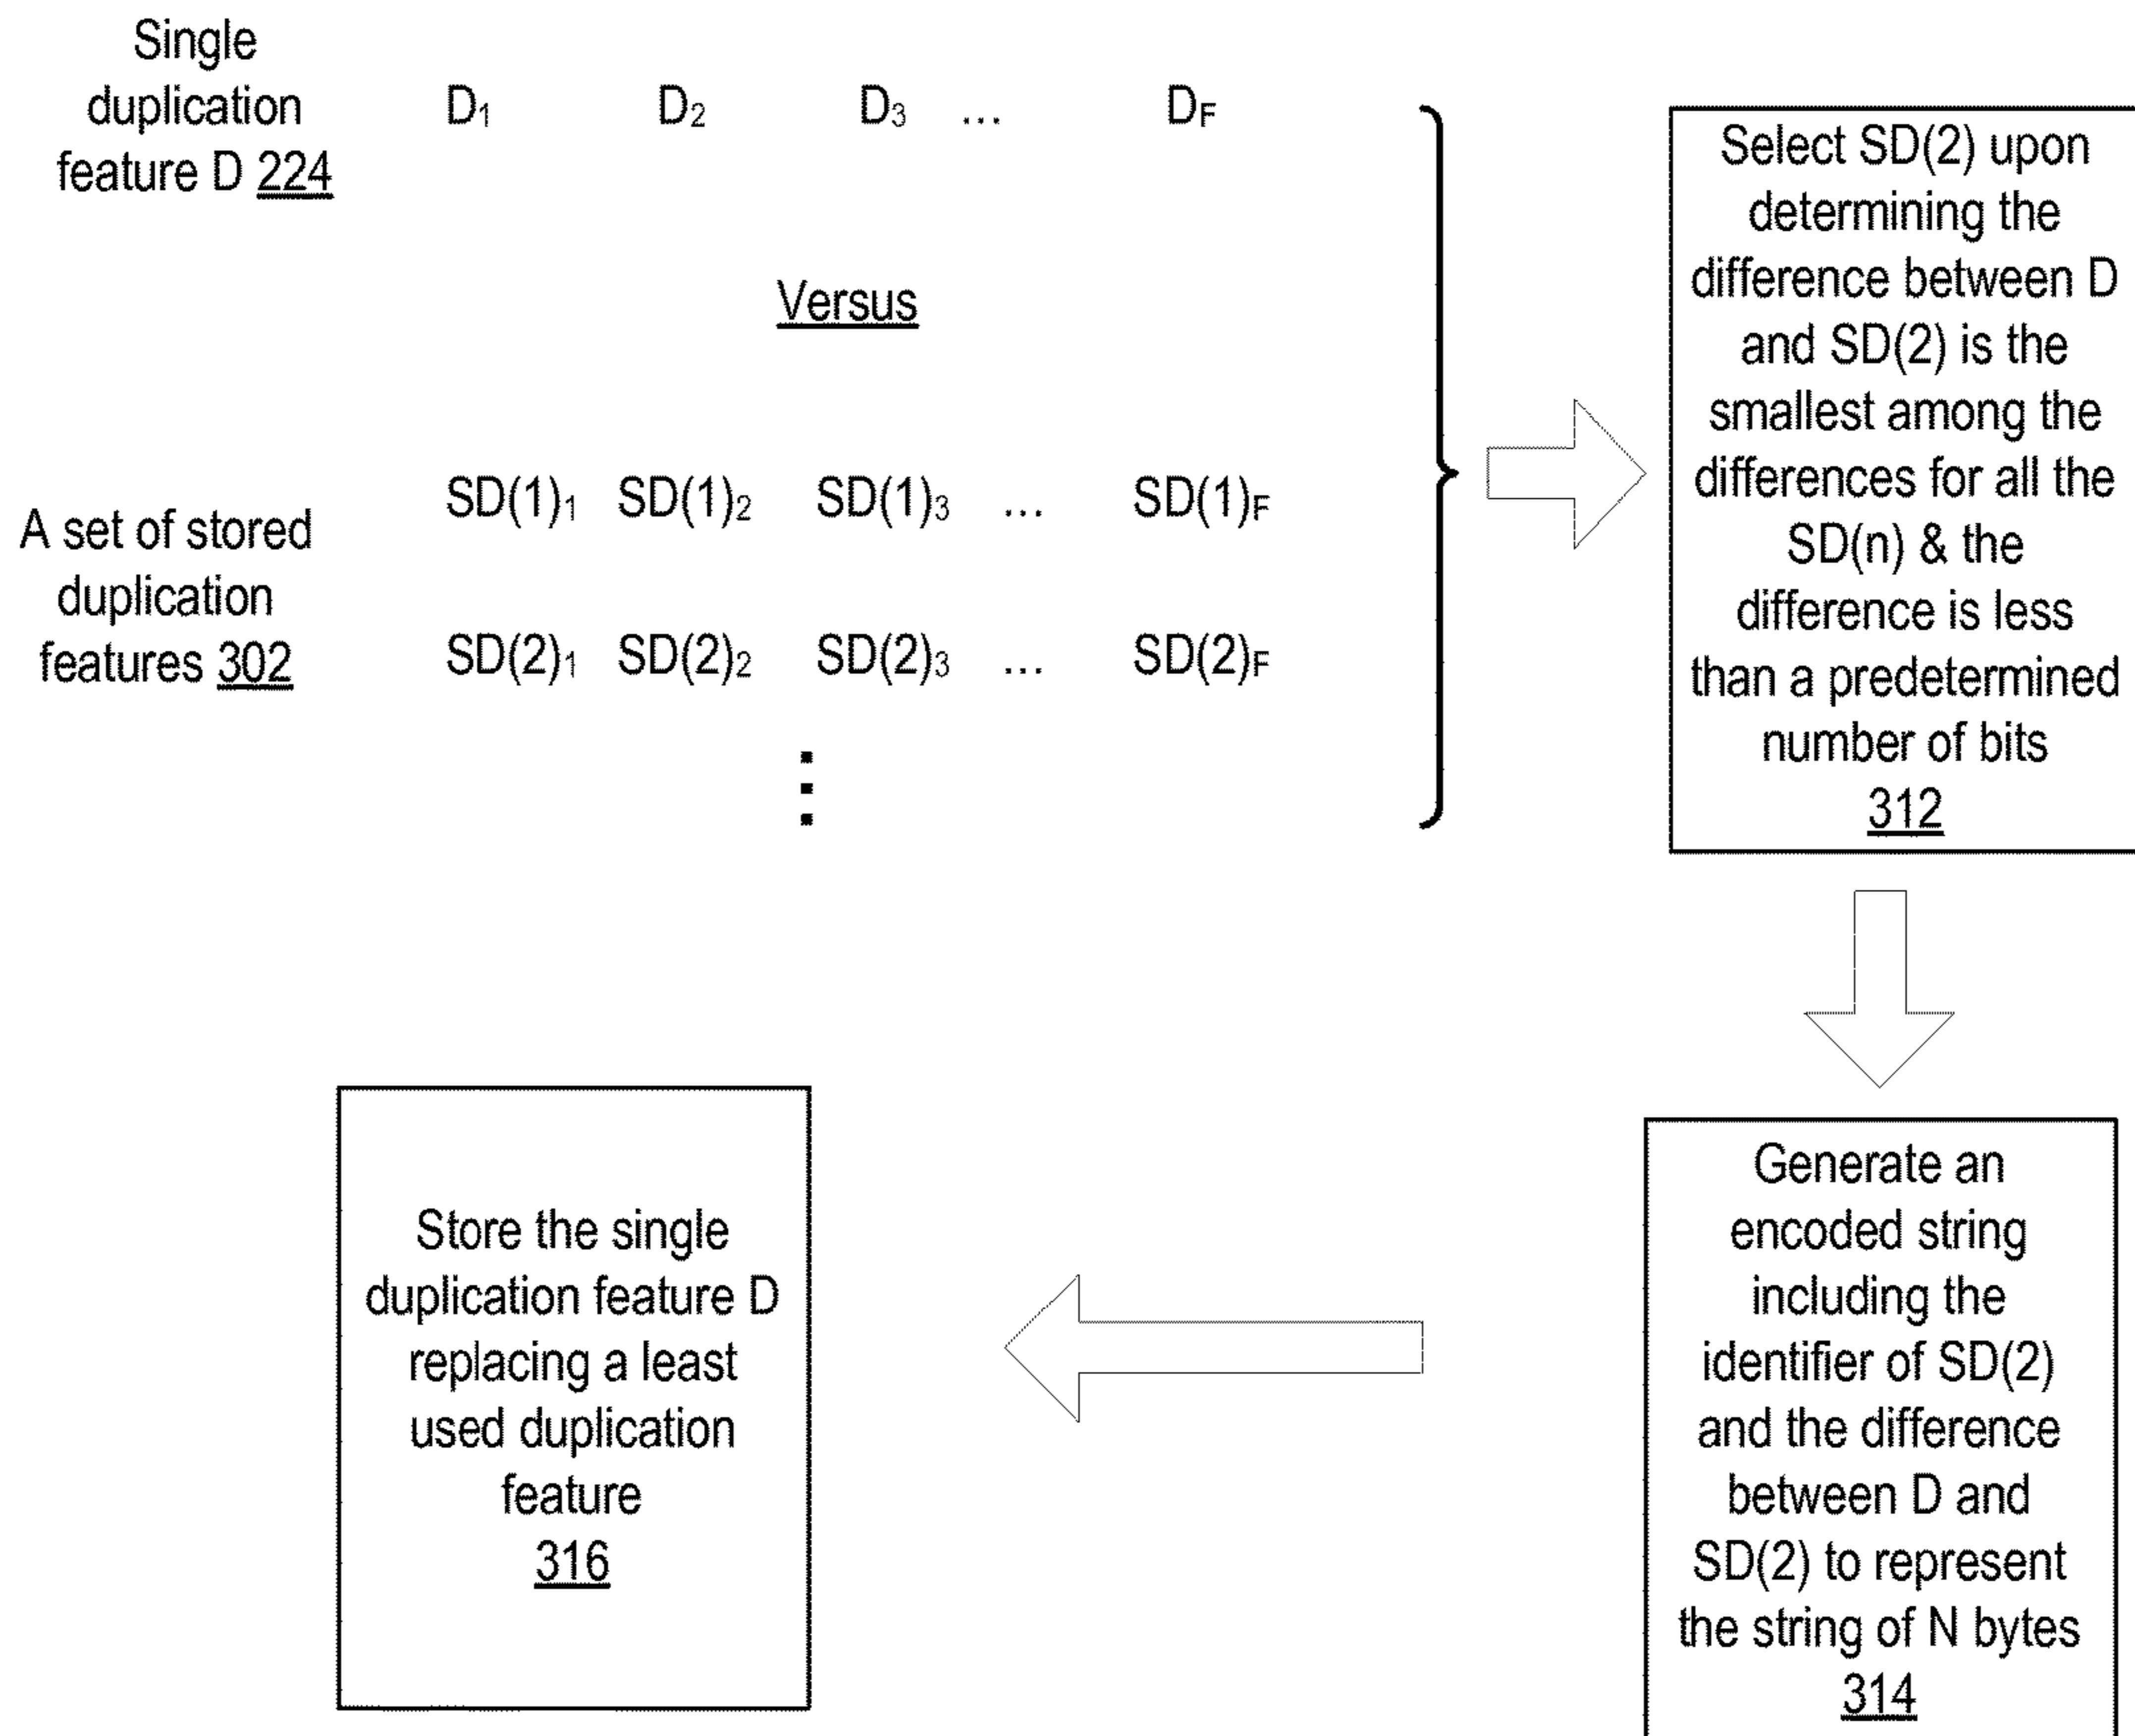 Single
duplication
feature D 224
D₁ D₂ D₃ ... D_F
Versus
A set of stored
duplication
features 302
SD(1)₁ SD(1)₂ SD(1)₃ ... SD(1)_F
SD(2)₁ SD(2)₂ SD(2)₃ ... SD(2)_F
⋮
Select SD(2) upon
determining the
difference between D
and SD(2) is the
smallest among the
differences for all the
SD(n) & the
difference is less
than a predetermined
number of bits
312
Generate an
encoded string
including the
identifier of SD(2)
and the difference
between D and
SD(2) to represent
the string of N bytes
314
Store the single
duplication feature D
replacing a least
used duplication
feature
316